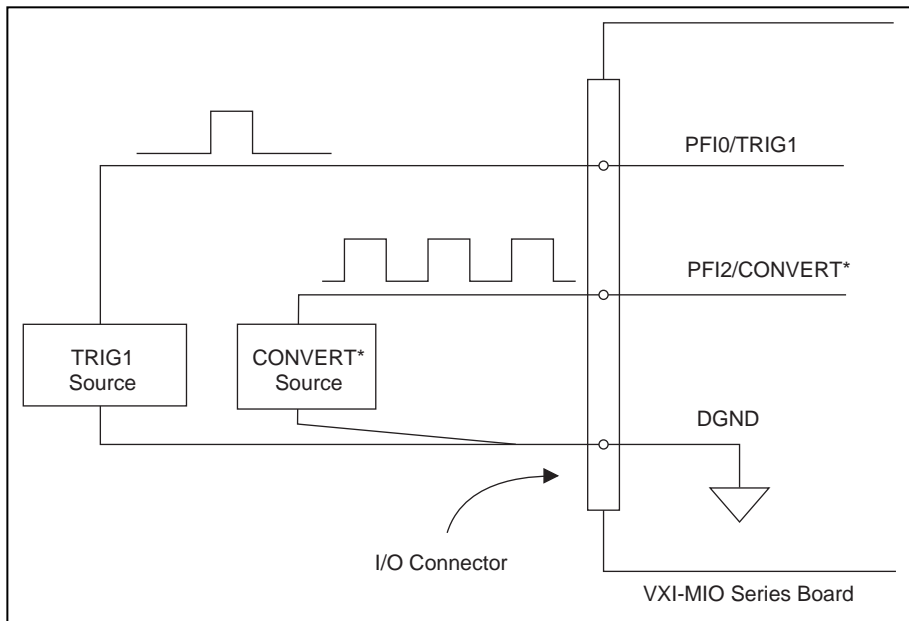 PFI0/TRIG1
PFI2/CONVERT*
TRIG1
Source
CONVERT*
Source
DGND
I/O Connector
VXI-MIO Series Board